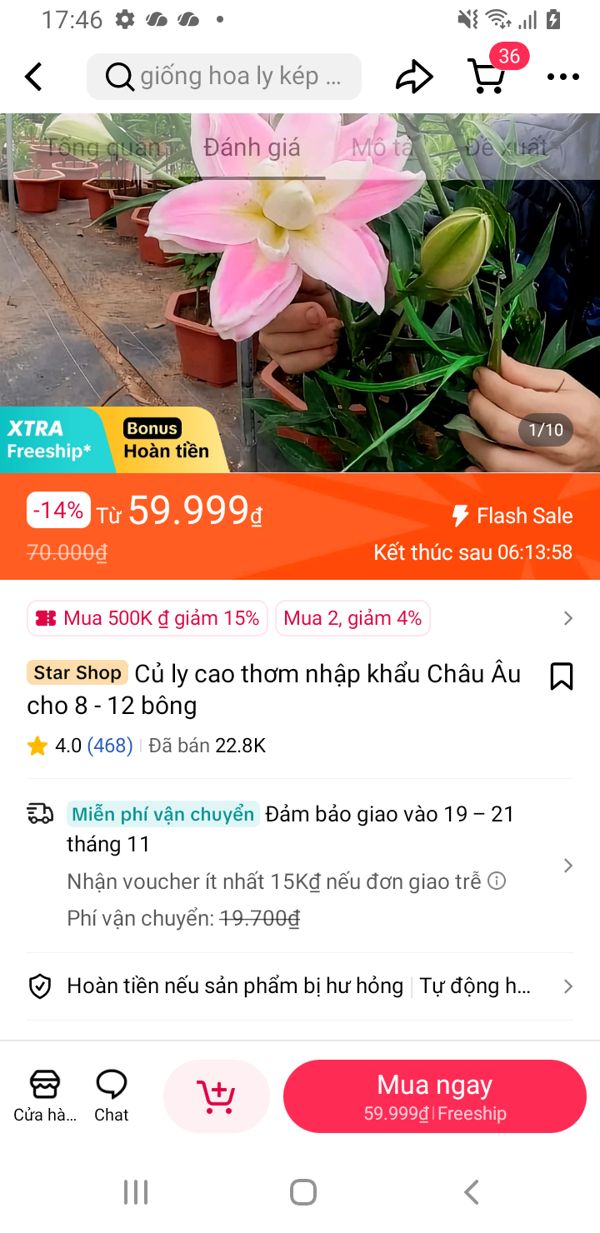 17:46
giống hoa ly kép ...
36
Tổng quan
Đánh giá
Mô tả
Đề xuất
XTRA
Freeship*
Bonus
Hoàn tiền
1/10
-14% Từ 59.999₫
Flash Sale
70.000₫
Kết thúc sau 06:13:58
Mua 500K ₫ giảm 15%
Mua 2, giảm 4%
Star Shop Củ ly cao thơm nhập khẩu Châu Âu
cho 8 - 12 bông
4.0 (468) Đã bán 22.8K
Miễn phí vận chuyển Đảm bảo giao vào 19 – 21
tháng 11
Nhận voucher ít nhất 15K₫ nếu đơn giao trễ
Phí vận chuyển: 19.700₫
Hoàn tiền nếu sản phẩm bị hư hỏng Tự động h...
Cửa hà...
Chat
Mua ngay
59.999₫ Freeship